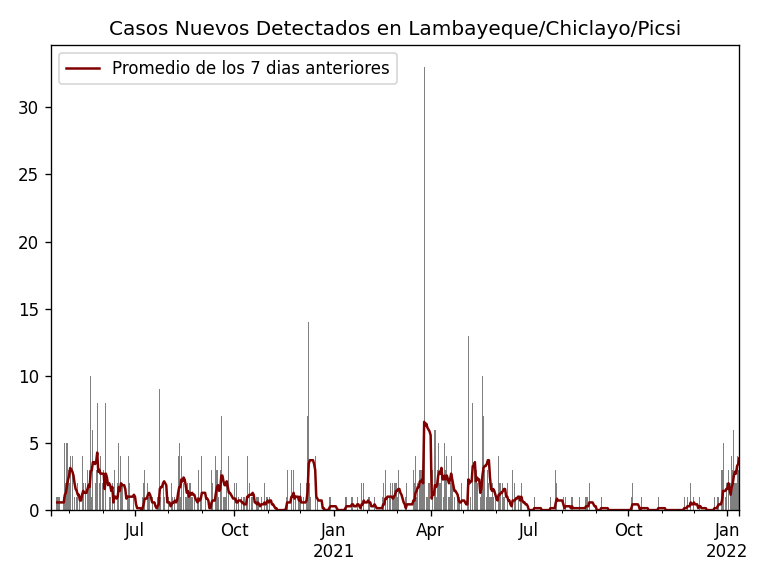 Casos Nuevos Detectados en Lambayeque/Chiclayo/Picsi
Promedio de los 7 dias anteriores
30
25
20
15
10
5
0
Jul Oct Jan Apr Jul Oct Jan
2021 2022